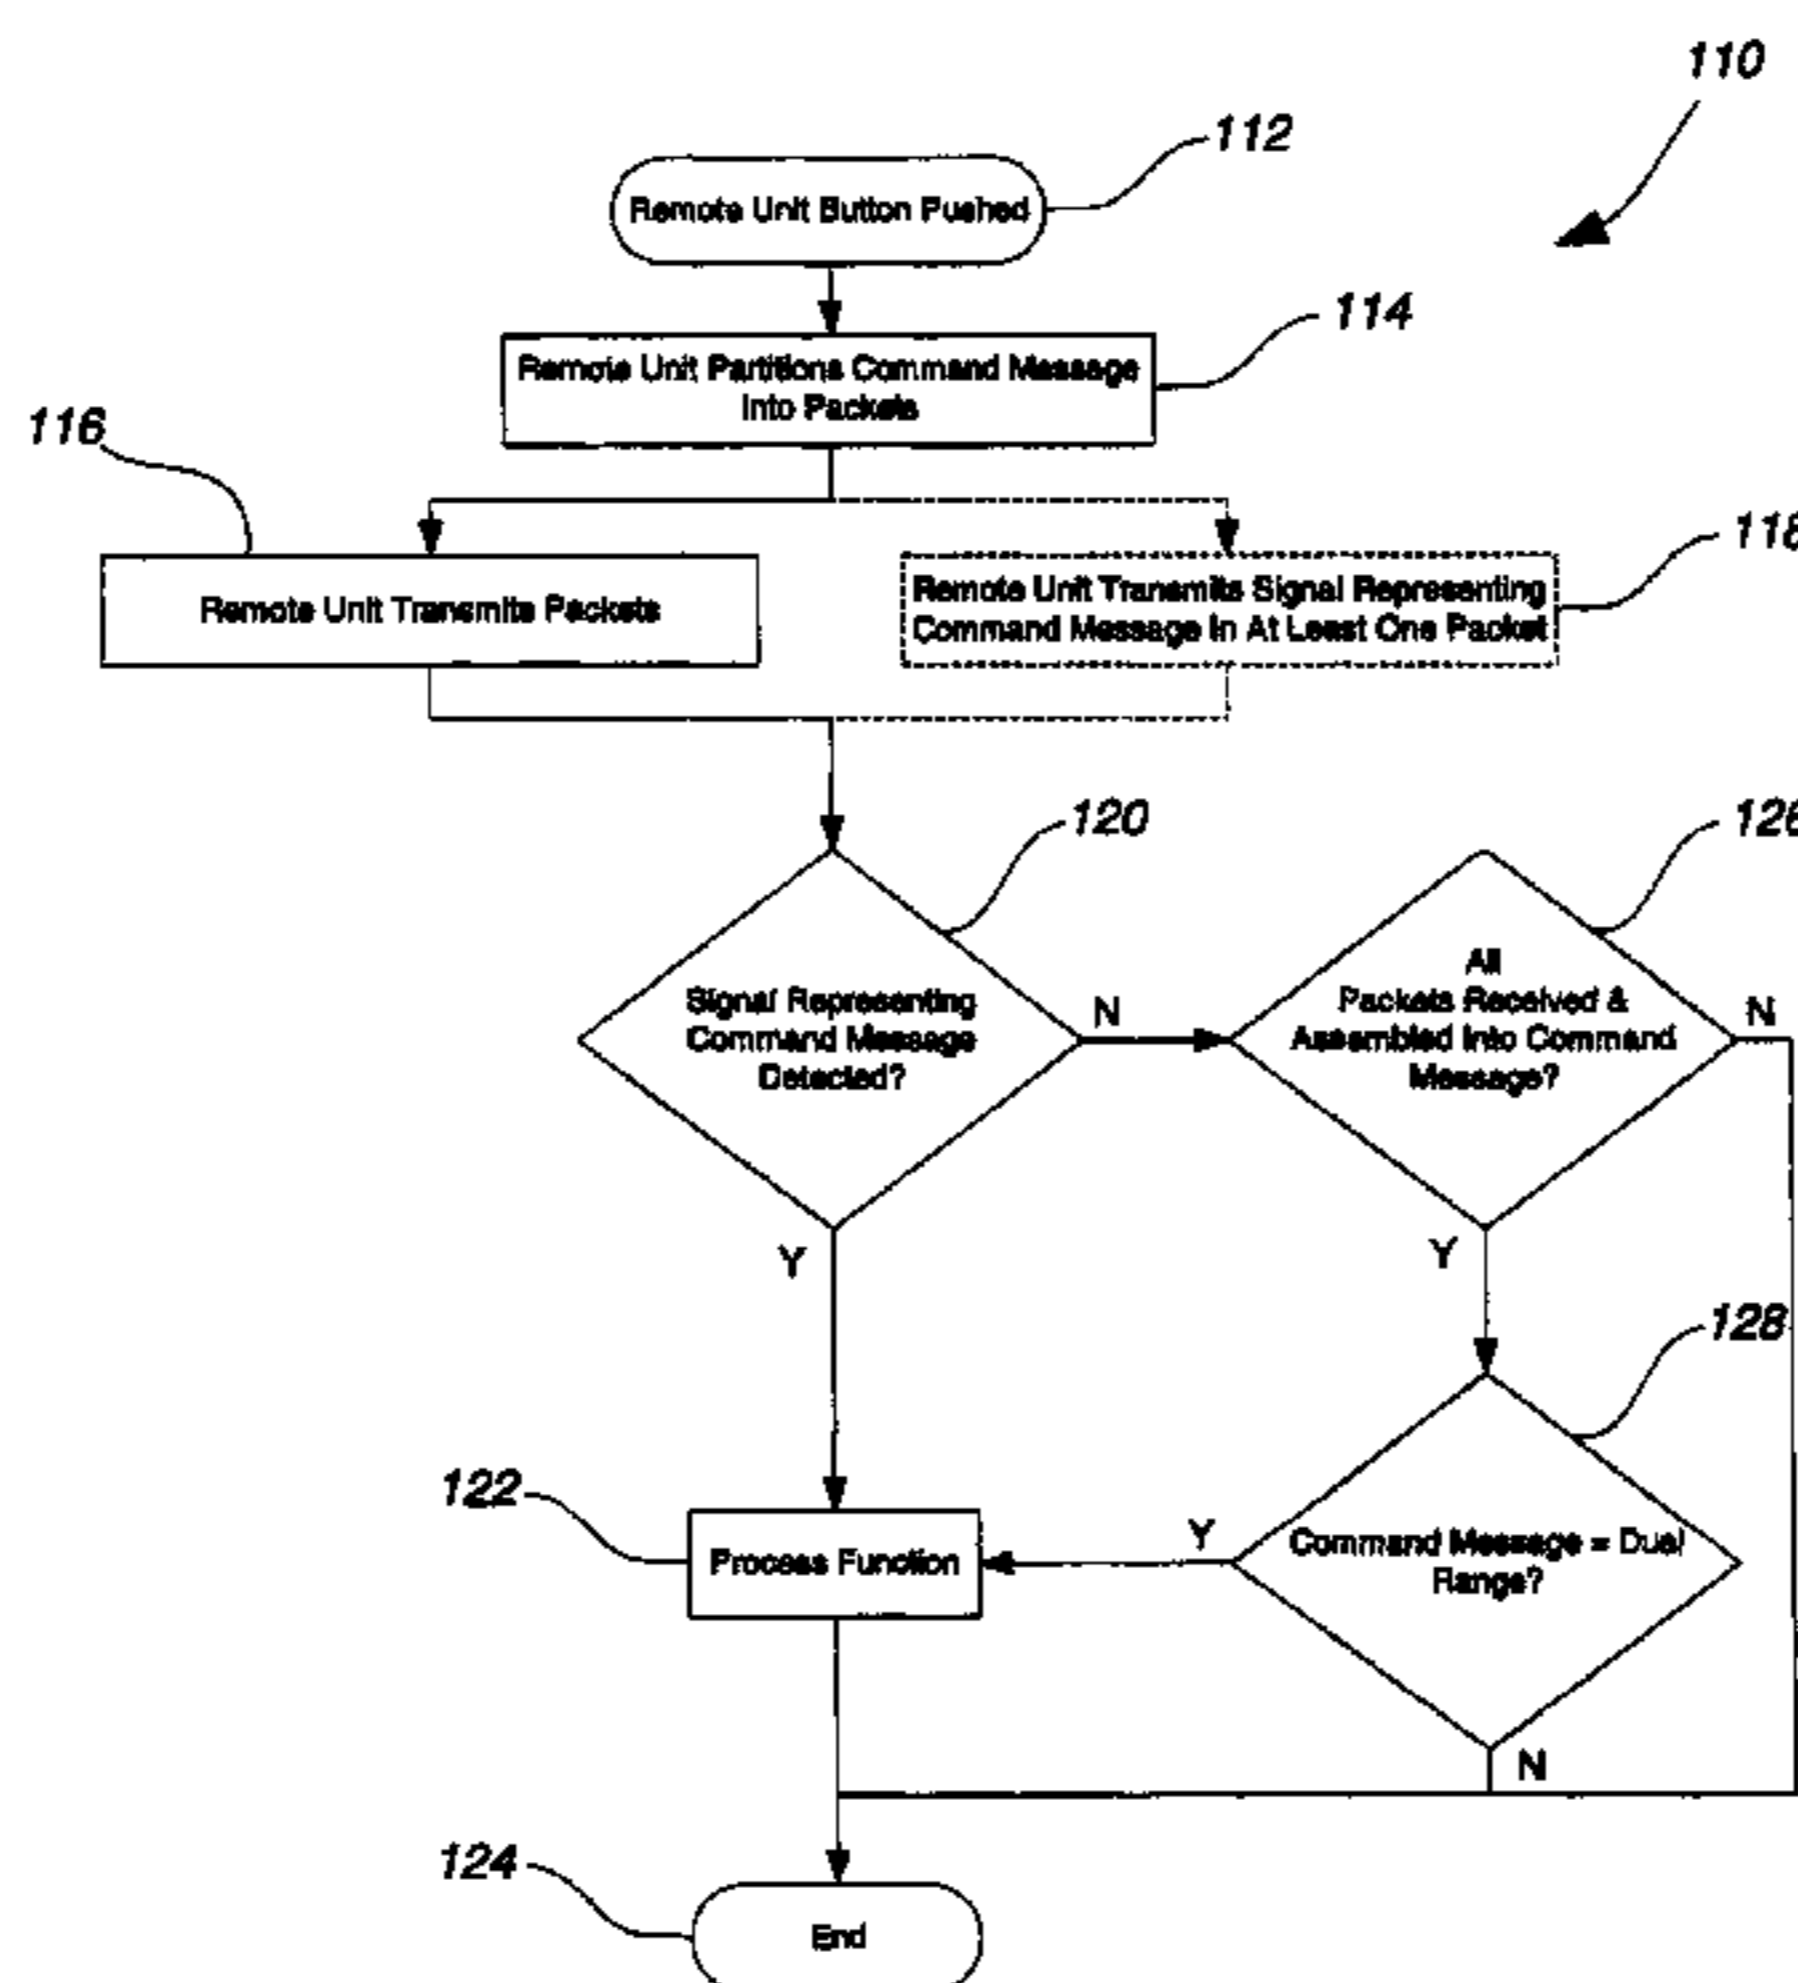 110
112
Remote Unit Button Pushed
114
Remote Unit Partitions Command Message
Into Packets
116
118
Remote Unit Transmits Packets
Remote Unit Transmits Signal Representing
Command Message In At Least One Packet
120
126
Signal Representing
Command Message
Detected?
N
All
Packets Received &
Assembled Into Command
Message?
N
Y
Y
128
122
Process Function
Y
Command Message = Dual
Range?
N
124
End